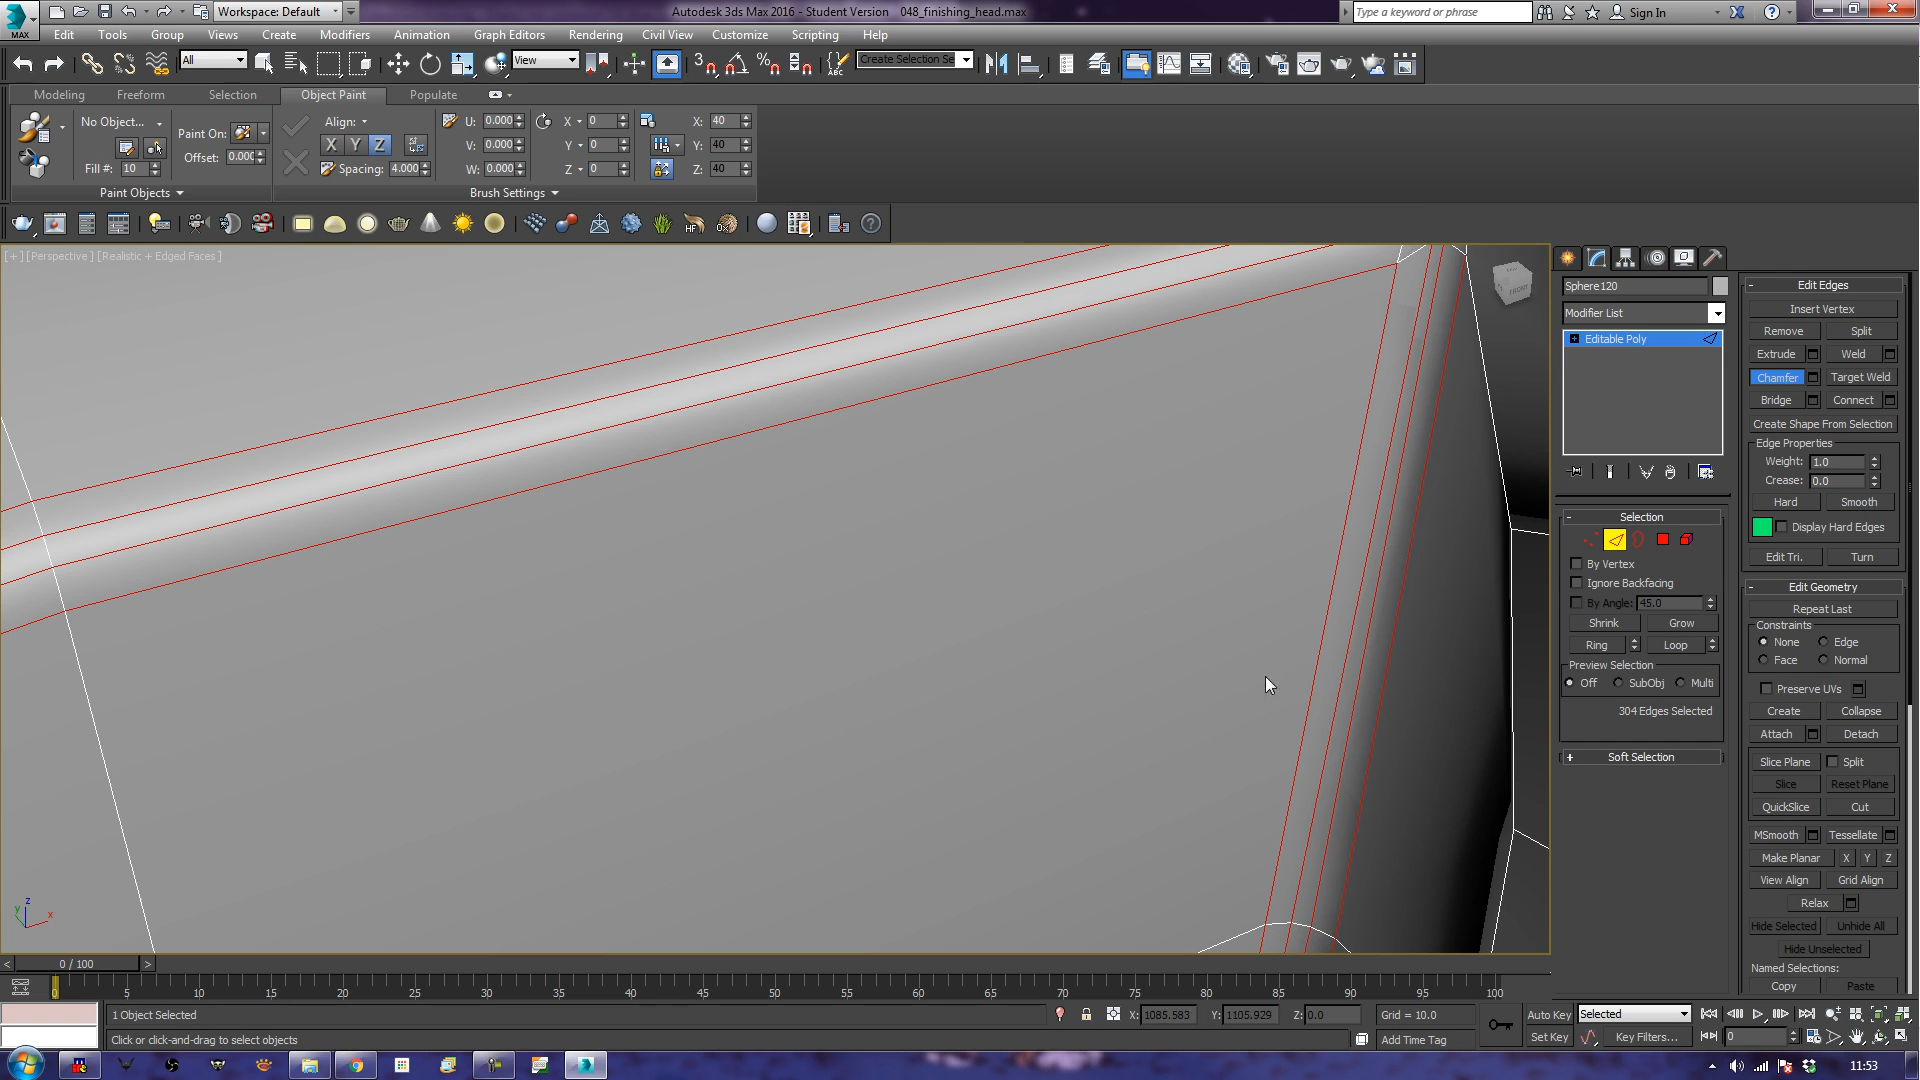 MAX
Workspace: Default
Autodesk 3ds Max 2016 - Student Version    048_finishing_head.max
Type a keyword or phrase
Sign In
Edit Tools Group Views Create Modifiers Animation Graph Editors Rendering Civil View Customize Scripting Help
All
View
3
ABC
Create Selection Se
Modeling Freeform Selection Object Paint Populate
No Object...
Paint On:
Offset: 0.000
Fill #: 10
Paint Objects
Align:
X Y Z
Spacing: 4.000
U: 0.000
V: 0.000
W: 0.000
X 0
Y 0
Z 0
X: 40
Y: 40
Z: 40
Brush Settings
HF
[+] [Perspective ] [Realistic + Edged Faces ]
FRONT
z
y
x
Sphere120
Modifier List
Editable Poly
Selection
By Vertex
Ignore Backfacing
By Angle: 45.0
Shrink Grow
Ring Loop
Preview Selection
Off SubObj Multi
304 Edges Selected
Soft Selection
Edit Edges
Insert Vertex
Remove Split
Extrude Weld
Chamfer Target Weld
Bridge Connect
Create Shape From Selection
Edge Properties
Weight: 1.0
Crease: 0.0
Hard Smooth
Display Hard Edges
Edit Tri. Turn
Edit Geometry
Repeat Last
Constraints
None Edge
Face Normal
Preserve UVs
Create Collapse
Attach Detach
Slice Plane Split
Slice Reset Plane
QuickSlice Cut
MSmooth Tessellate
Make Planar X Y Z
View Align Grid Align
Relax
Hide Selected Unhide All
Hide Unselected
Named Selections:
Copy Paste
< 0 / 100 >
0 5 10 15 20 25 30 35 40 45 50 55 60 65 70 75 80 85 90 95 100
1 Object Selected
X: 1085.583 Y: 1105.929 Z: 0.0
Grid = 10.0
Auto Key Selected
Click or click-and-drag to select objects
Add Time Tag
Set Key Key Filters... 0
11:53